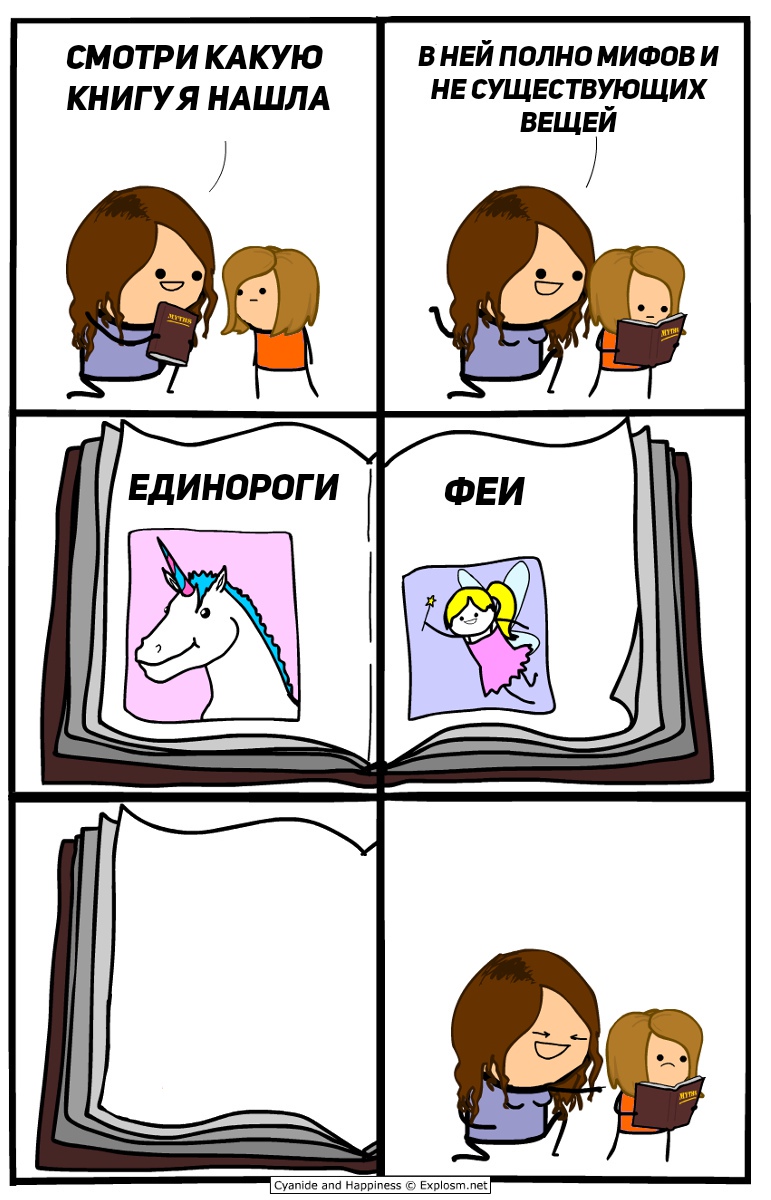 СМОТРИ КАКУЮ
КНИГУ Я НАШЛА
В НЕЙ ПОЛНО МИФОВ И
НЕ СУЩЕСТВУЮЩИХ
ВЕЩЕЙ
ЕДИНОРОГИ
ФЕИ
Cyanide and Happiness © Explosm.net